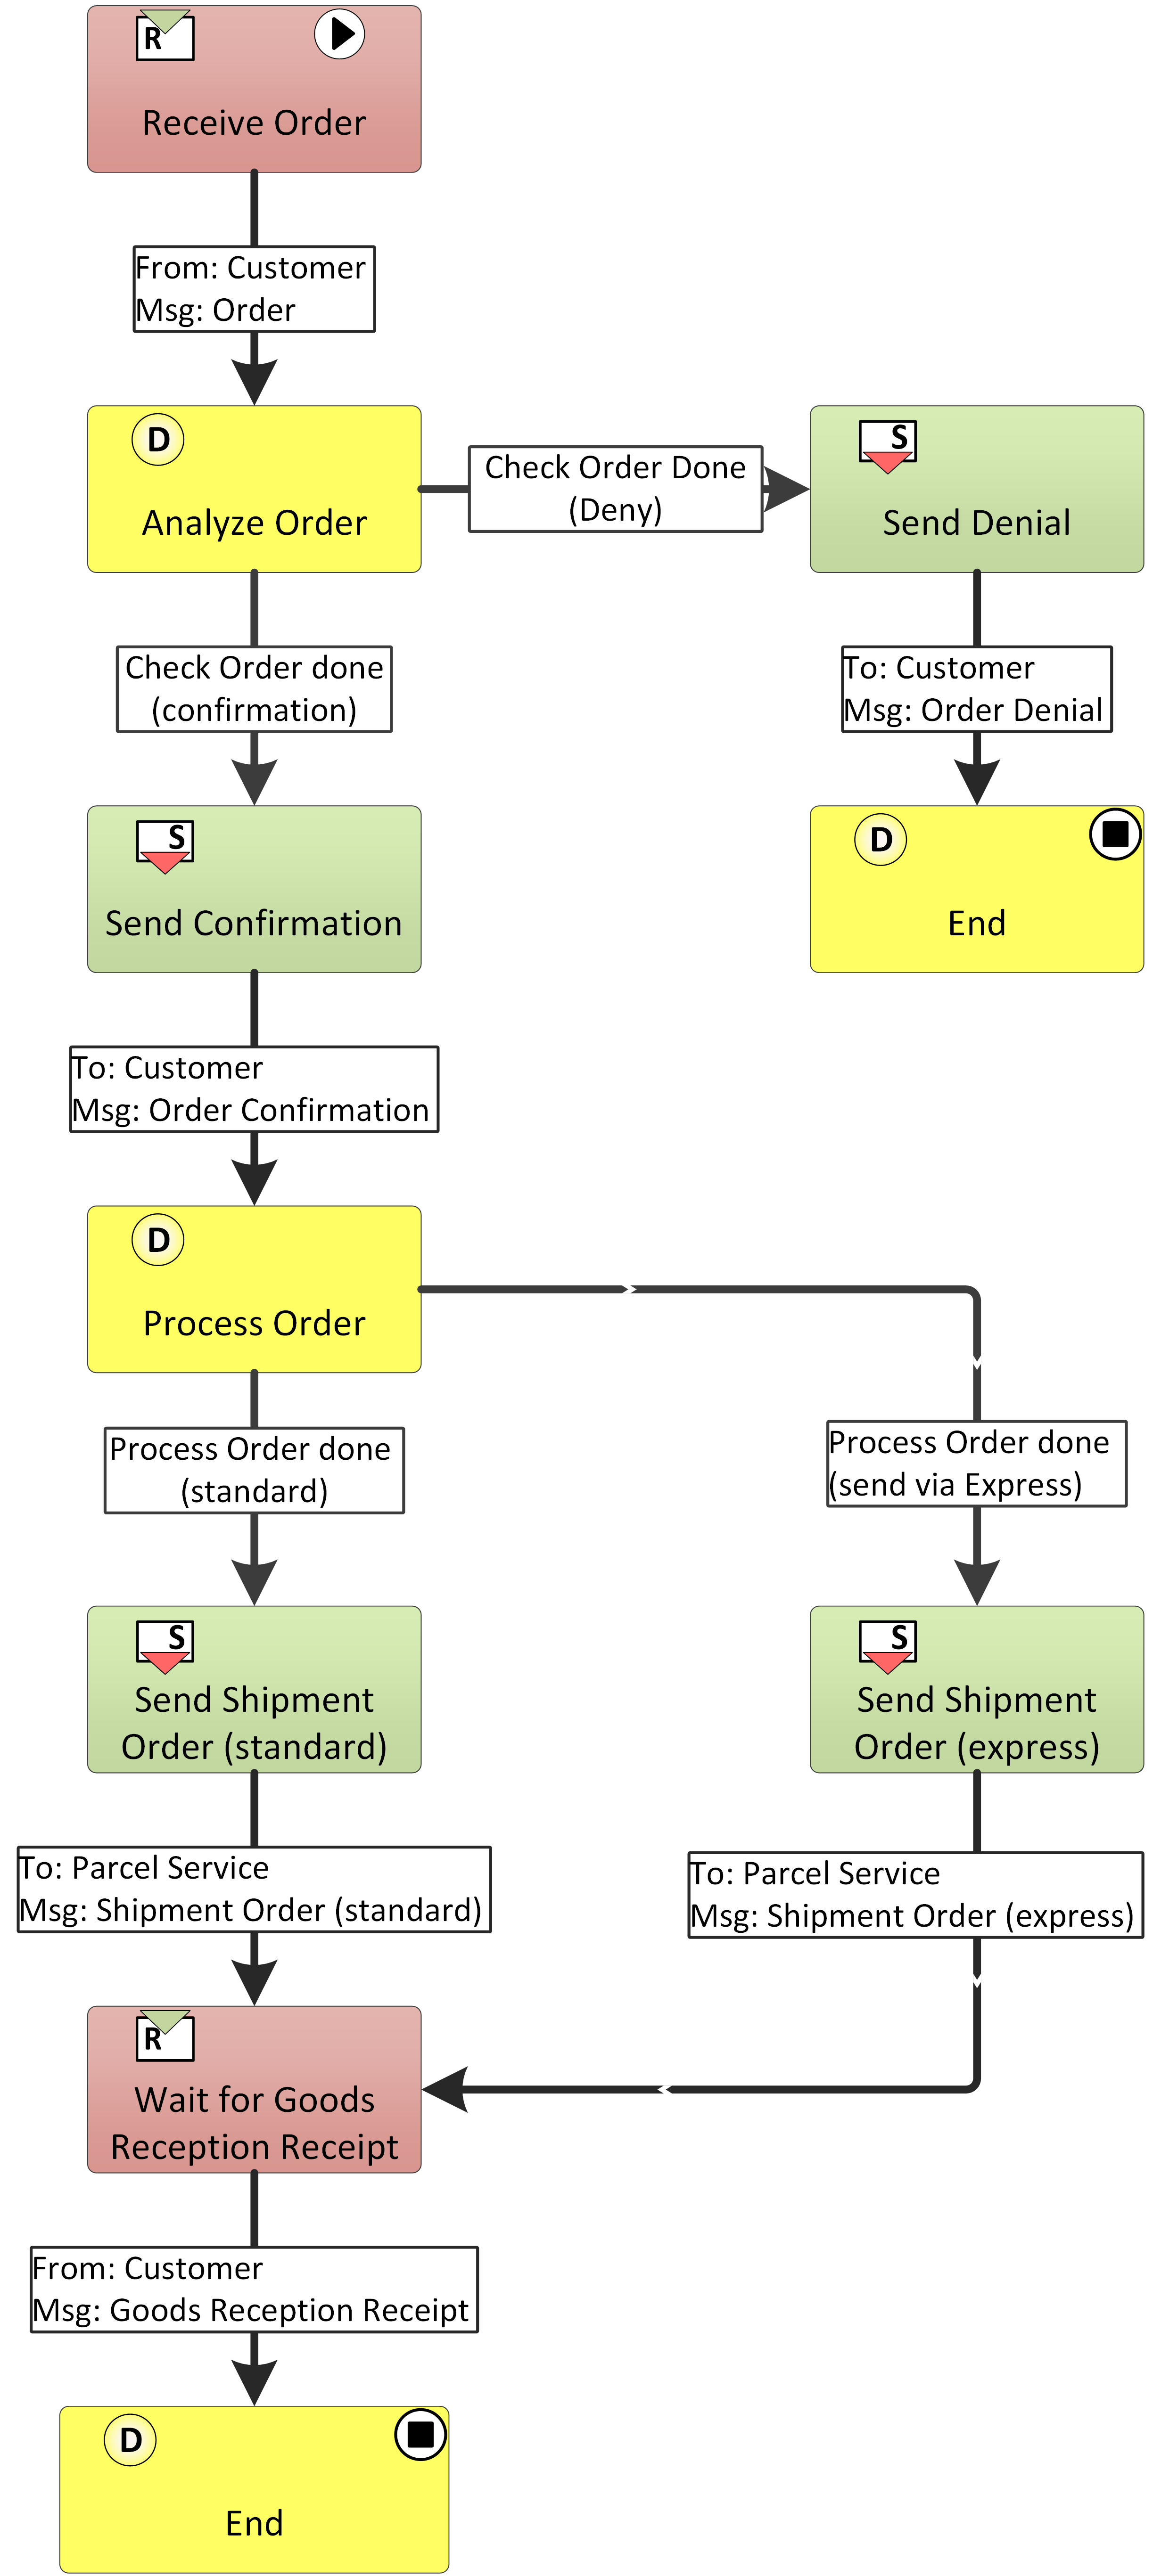 R
Receive Order
From: Customer
Msg: Order
D
Analyze Order
Check Order Done
(Deny)
S
Send Denial
Check Order done
(confirmation)
To: Customer
Msg: Order Denial
S
Send Confirmation
D
End
To: Customer
Msg: Order Confirmation
D
Process Order
Process Order done
(standard)
Process Order done
(send via Express)
S
Send Shipment
Order (standard)
S
Send Shipment
Order (express)
To: Parcel Service
Msg: Shipment Order (standard)
To: Parcel Service
Msg: Shipment Order (express)
R
Wait for Goods
Reception Receipt
From: Customer
Msg: Goods Reception Receipt
D
End